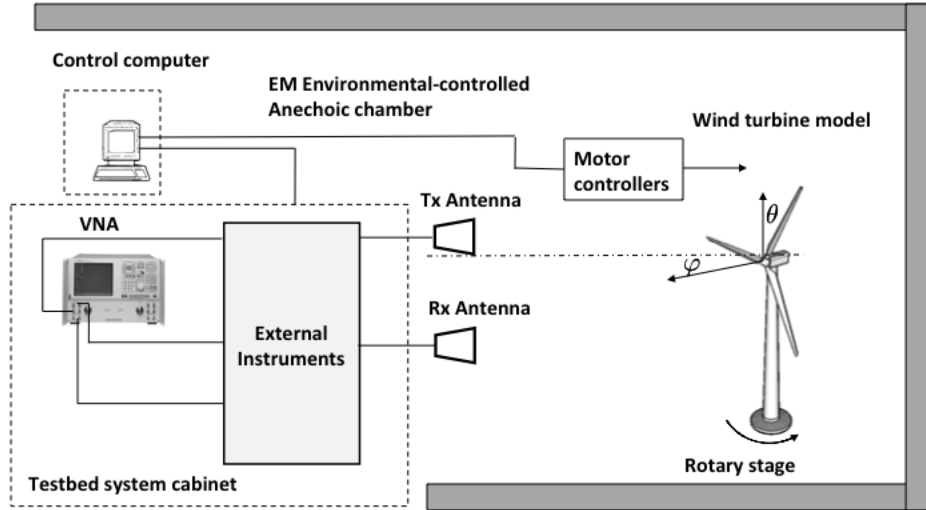 Control computer
EM Environmental-controlled
Anechoic chamber
Wind turbine model
Motor
controllers
VNA
Tx Antenna
θ
φ
Rx Antenna
External
Instruments
Testbed system cabinet
Rotary stage